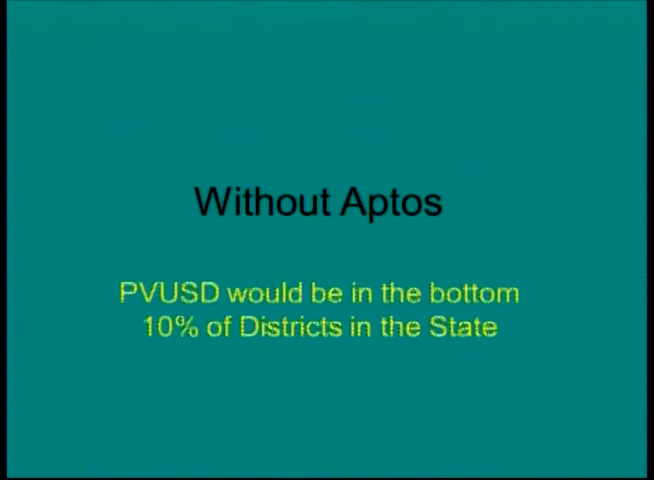 Without Aptos
PVUSD would be in the bottom
10% of Districts in the State